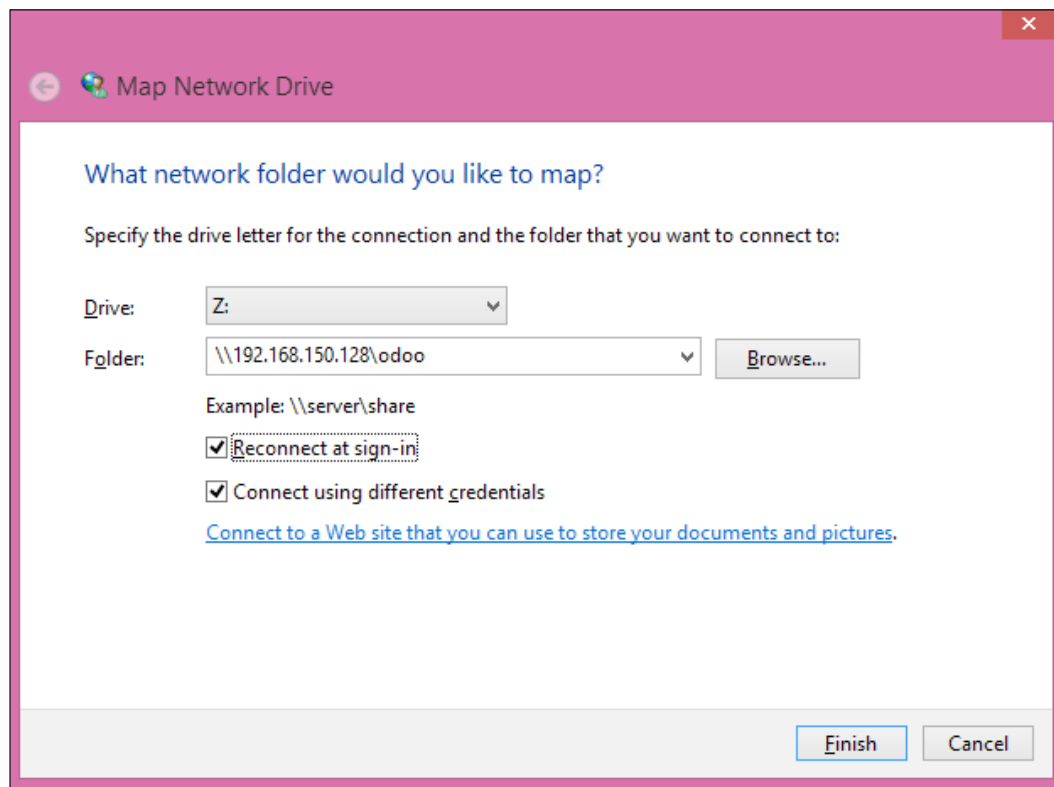 Map Network Drive
What network folder would you like to map?
Specify the drive letter for the connection and the folder that you want to connect to:
Drive: Z:
Folder: \\192.168.150.128\odoo Browse...
Example: \\server\share
Reconnect at sign-in
Connect using different credentials
Connect to a Web site that you can use to store your documents and pictures.
Finish Cancel